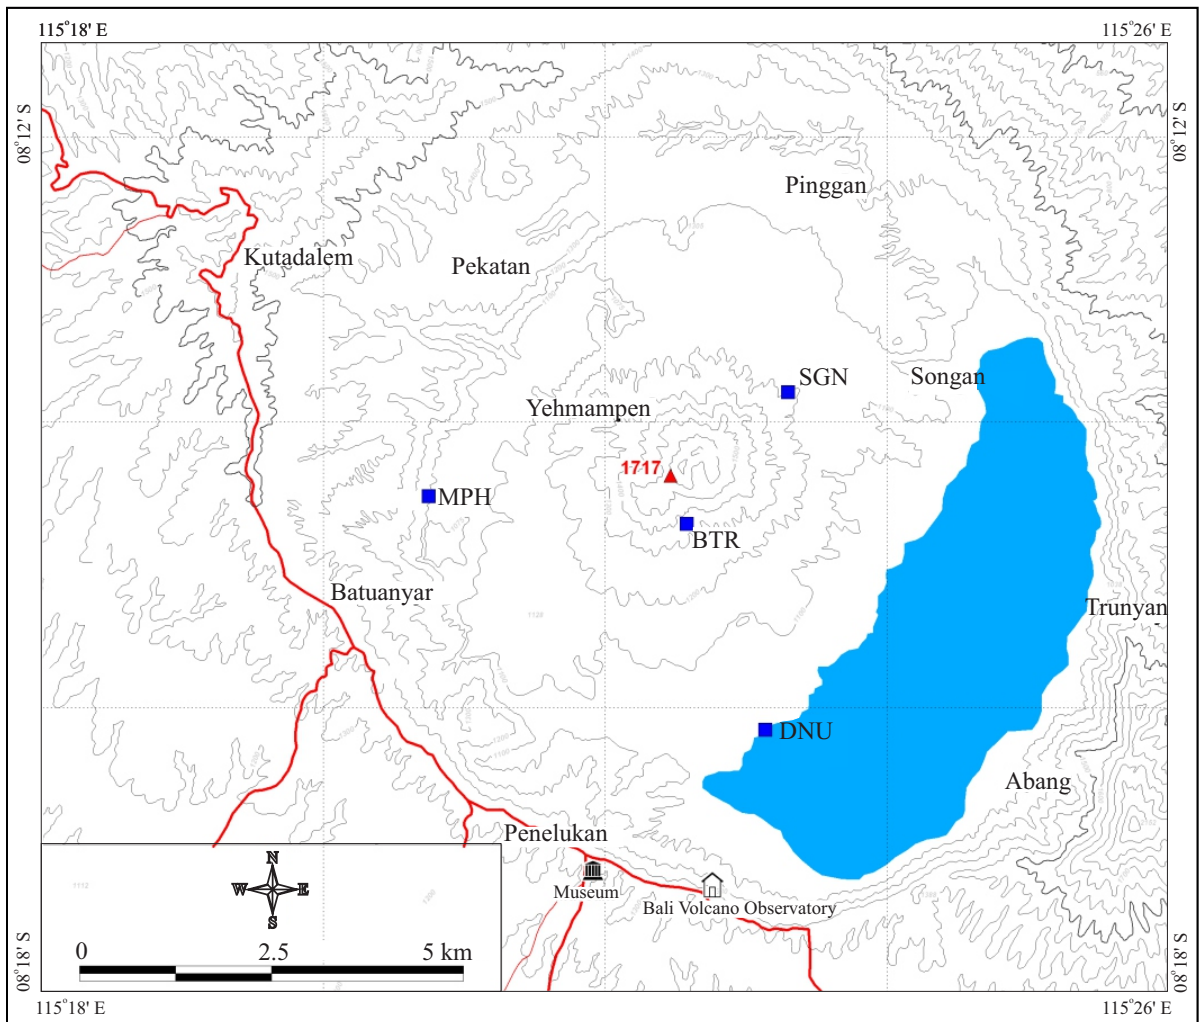 115°18' E
115°26' E
08°12' S
08°12' S
Pinggan
Kutadalem
Pekatan
SGN
Songan
Yehmampen
1717
MPH
BTR
Batuanyar
Trunyan
DNU
Abang
Penelukan
Museum
Bali Volcano Observatory
N
W E
S
0 2.5 5 km
08°18' S
08°18' S
115°18' E
115°26' E